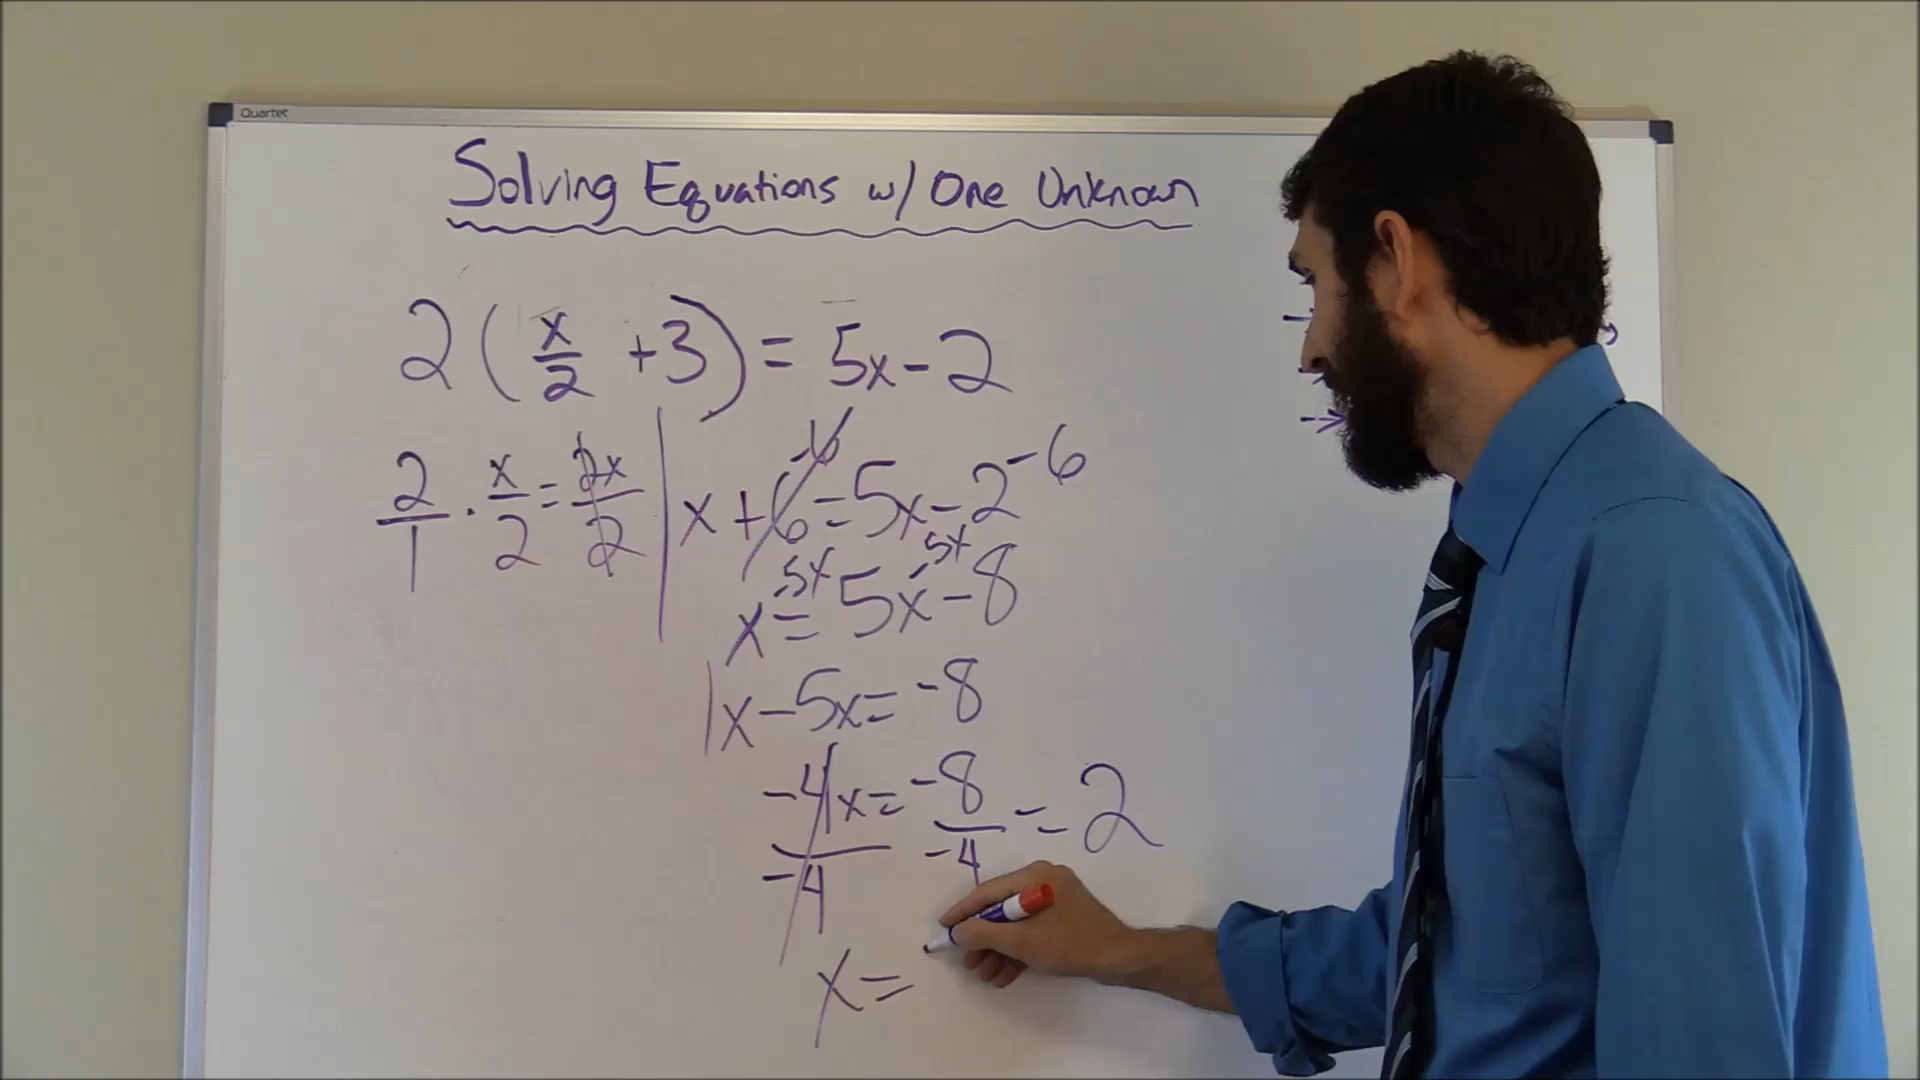 Quartet
Solving Equations w/ One Unknown
2(x/2 +3) = 5x-2
2/1 · x/2 = 2x/2 | x+6 -6 = 5x-2 -6
x -5x = 5x -5x -8
1x-5x = -8
-4x/-4 = -8/-4 = 2
x =